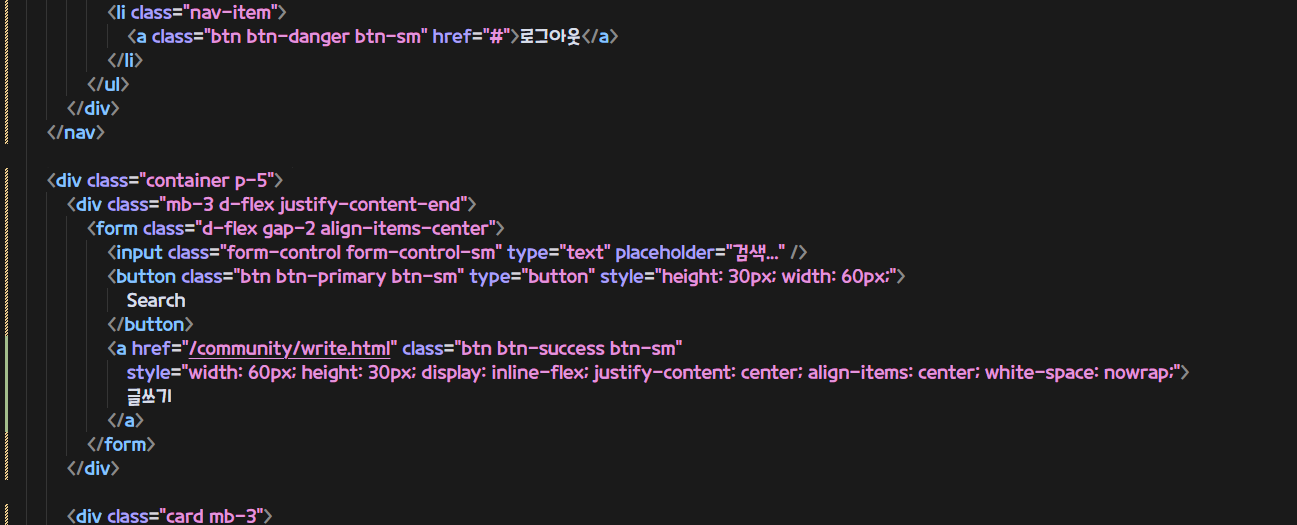 <li class="nav-item">
<a class="btn btn-danger btn-sm" href="#">로그아웃</a>
</li>
</ul>
</div>
</nav>
<div class="container p-5">
<div class="mb-3 d-flex justify-content-end">
<form class="d-flex gap-2 align-items-center">
<input class="form-control form-control-sm" type="text" placeholder="검색..." />
<button class="btn btn-primary btn-sm" type="button" style="height: 30px; width: 60px;">
Search
</button>
<a href="/community/write.html" class="btn btn-success btn-sm"
style="width: 60px; height: 30px; display: inline-flex; justify-content: center; align-items: center; white-space: nowrap;">
글쓰기
</a>
</form>
</div>
<div class="card mb-3">